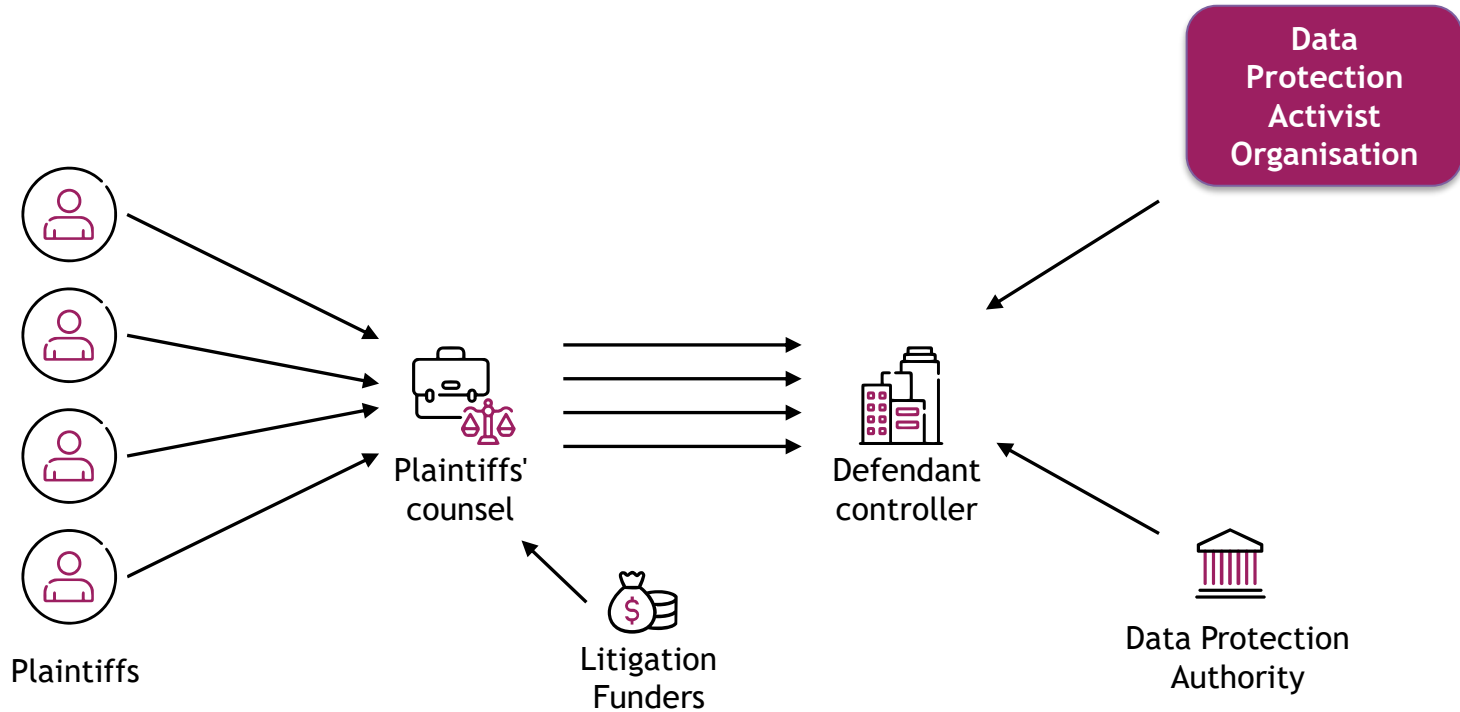 Data
Protection
Activist
Organisation
Plaintiffs'
counsel
Defendant
controller
$
Litigation
Funders
Data Protection
Authority
Plaintiffs